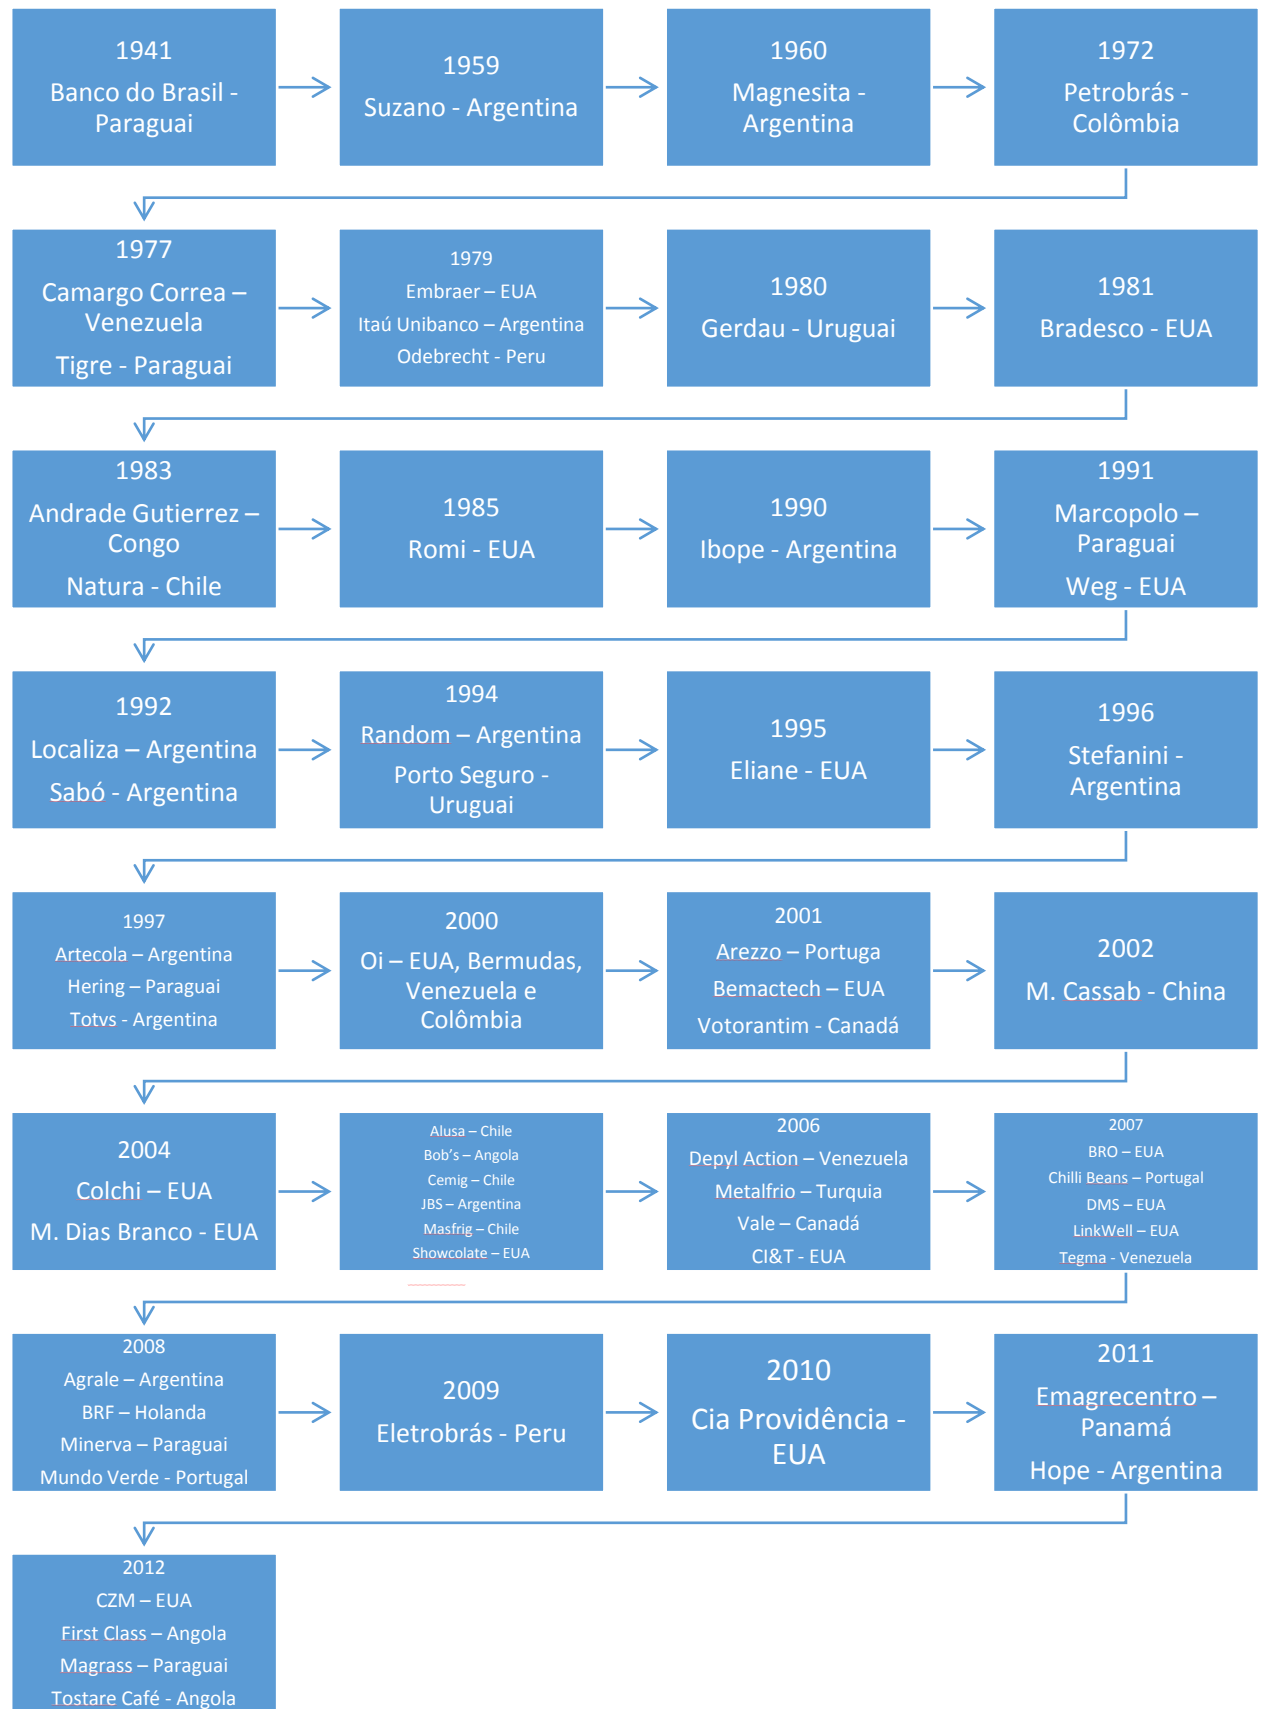 1941
Banco do Brasil -
Paraguai
1959
Suzano - Argentina
1960
Magnesita -
Argentina
1972
Petrobrás -
Colômbia
1977
Camargo Correa –
Venezuela
Tigre - Paraguai
1979
Embraer – EUA
Itaú Unibanco – Argentina
Odebrecht - Peru
1980
Gerdau - Uruguai
1981
Bradesco - EUA
1983
Andrade Gutierrez –
Congo
Natura - Chile
1985
Romi - EUA
1990
Ibope - Argentina
1991
Marcopolo –
Paraguai
Weg - EUA
1992
Localiza – Argentina
Sabó - Argentina
1994
Random – Argentina
Porto Seguro -
Uruguai
1995
Eliane - EUA
1996
Stefanini -
Argentina
1997
Artecola – Argentina
Hering – Paraguai
Totvs - Argentina
2000
Oi – EUA, Bermudas,
Venezuela e
Colômbia
2001
Arezzo – Portuga
Bemactech – EUA
Votorantim - Canadá
2002
M. Cassab - China
2004
Colchi – EUA
M. Dias Branco - EUA
Alusa – Chile
Bob's – Angola
Cemig – Chile
JBS – Argentina
Masfrig – Chile
Showcolate – EUA
2006
Depyl Action – Venezuela
Metalfrio – Turquia
Vale – Canadá
CI&T - EUA
2007
BRO – EUA
Chilli Beans – Portugal
DMS – EUA
LinkWell – EUA
Tegma - Venezuela
2008
Agrale – Argentina
BRF – Holanda
Minerva – Paraguai
Mundo Verde - Portugal
2009
Eletrobrás - Peru
2010
Cia Providência -
EUA
2011
Emagrecentro –
Panamá
Hope - Argentina
2012
CZM – EUA
First Class – Angola
Magrass – Paraguai
Tostare Café - Angola